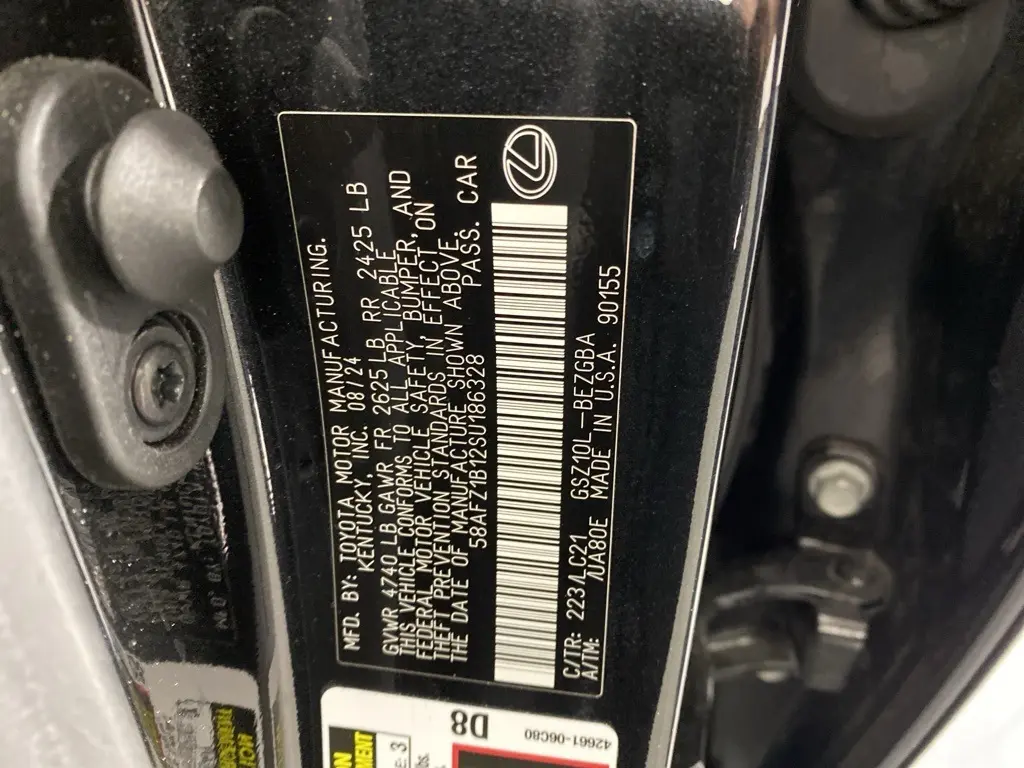 MFD. BY: TOYOTA MOTOR MANUFACTURING.
KENTUCKY, INC. 08/24
GVWR 4740 LB GAWR FR 2625 LB RR 2425 LB
THIS VEHICLE CONFORMS TO ALL APPLICABLE
FEDERAL MOTOR VEHICLE SAFETY, BUMPER, AND
THEFT PREVENTION STANDARDS IN EFFECT ON
THE DATE OF MANUFACTURE SHOWN ABOVE.
58AFZ1B12SU186328 PASS. CAR
C/TR: 223/LC21 GSZ10L-BEZGBA
A/TM: /UA80E MADE IN U.S.A. 90155
D8
42661-06C80